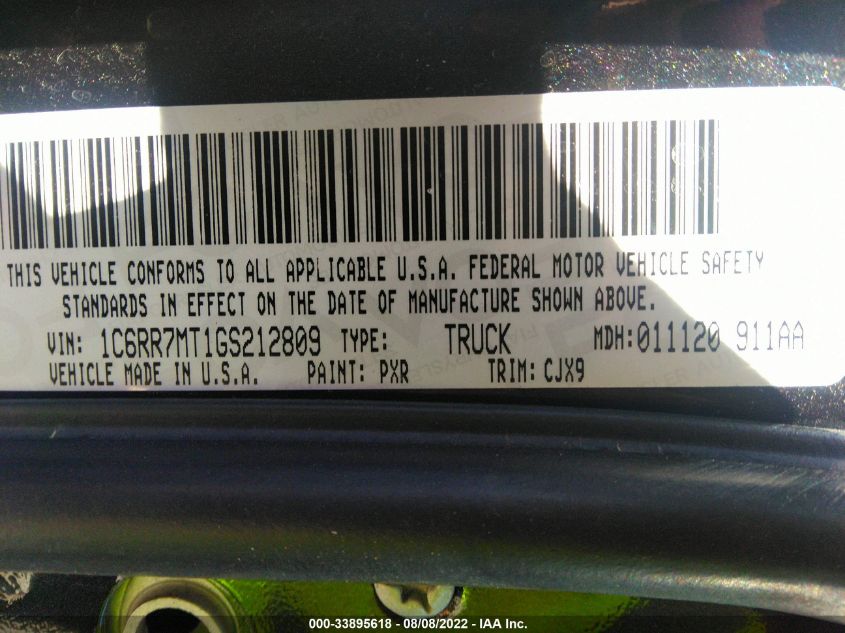 THIS VEHICLE CONFORMS TO ALL APPLICABLE U.S.A. FEDERAL MOTOR VEHICLE SAFETY
STANDARDS IN EFFECT ON THE DATE OF MANUFACTURE SHOWN ABOVE.
VIN: 1C6RR7MT1GS212809 TYPE: TRUCK MDH:011120 911AA
VEHICLE MADE IN U.S.A. PAINT: PXR TRIM: CJX9
000-33895618 - 08/08/2022 - IAA Inc.